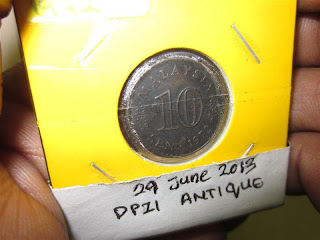 MALAYSIA
10
SEN
29 June 2013
DPZI ANTIQUE